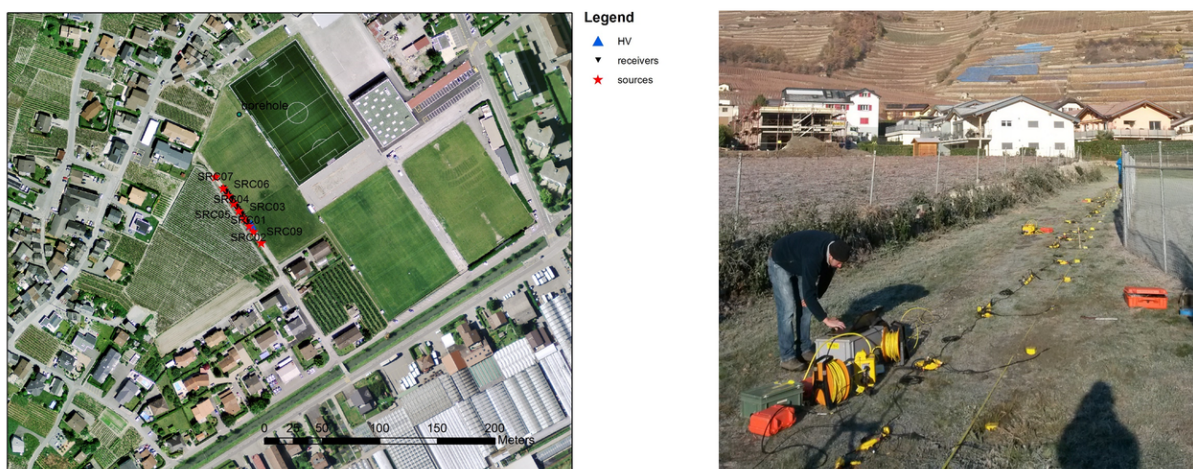 Legend
HV
receivers
sources
borehole
SRC07
SRC06
SRC04
SRC03
SRC05
SRC01
SRC09
SRC02
0 25 50 100 150 200
Meters